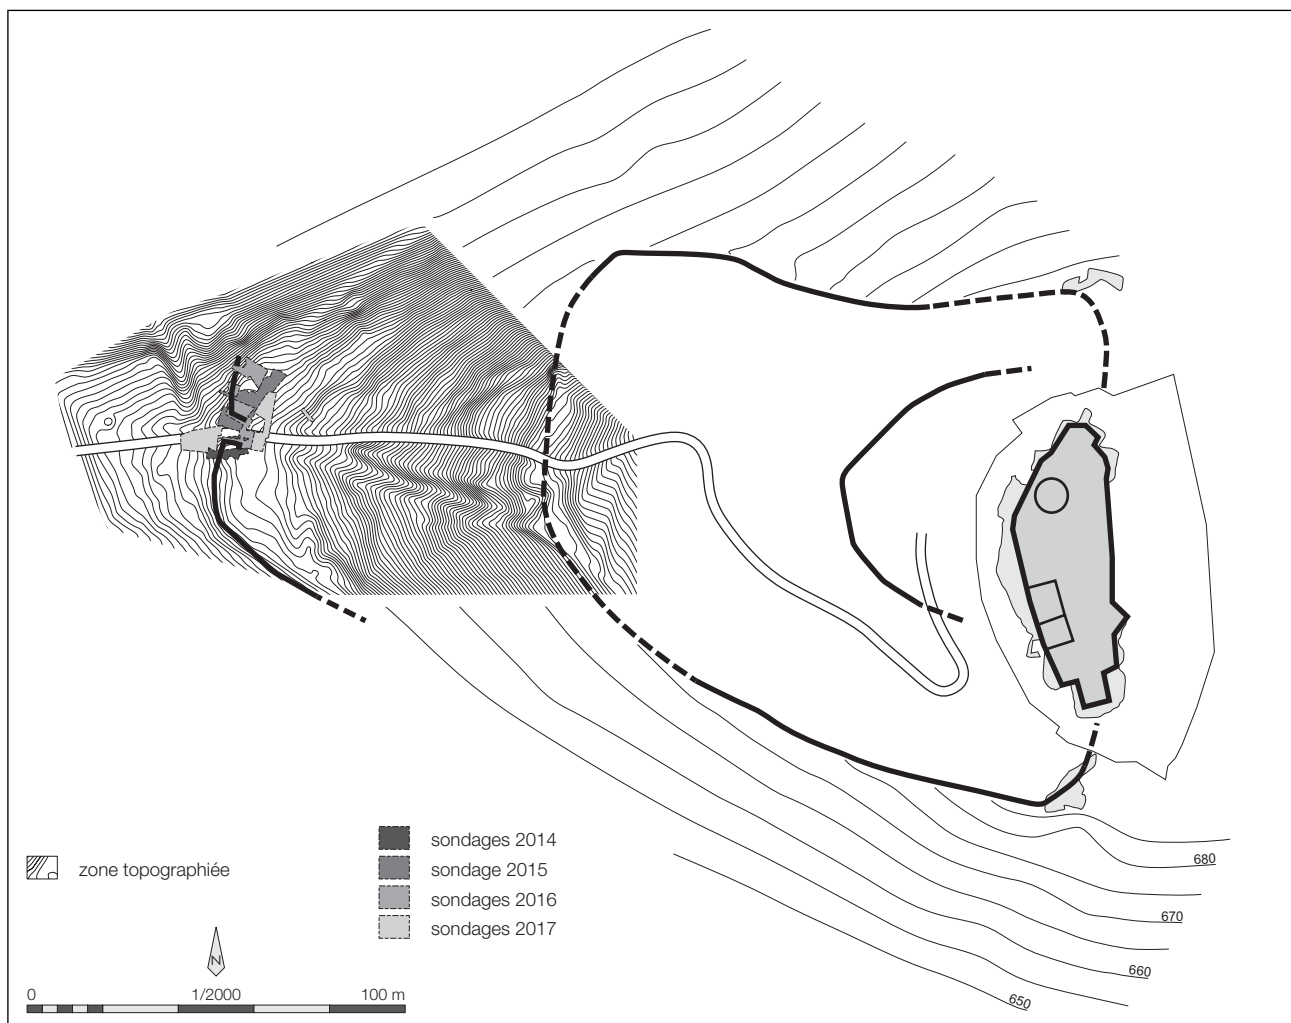 680
670
660
650
zone topographiée
sondages 2014
sondage 2015
sondages 2016
sondages 2017
N
0 1/2000 100 m